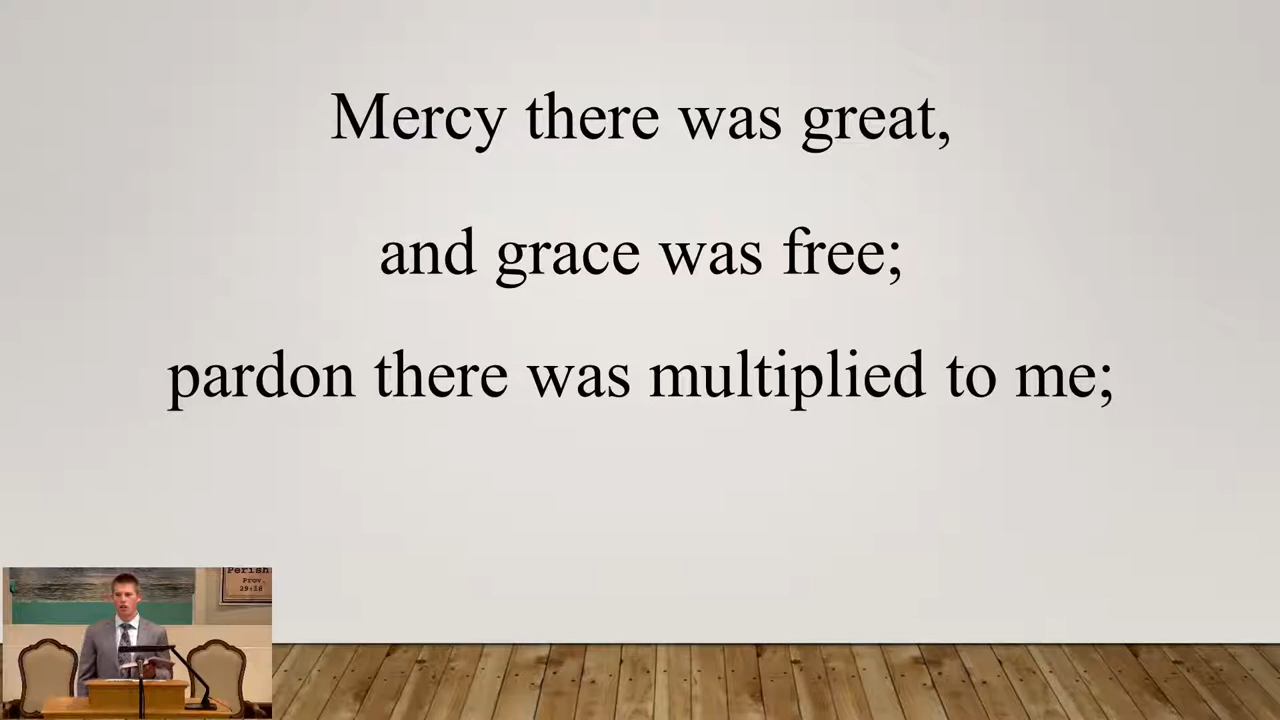 Mercy there was great,
and grace was free;
pardon there was multiplied to me;
Perish
Prov.
29:18